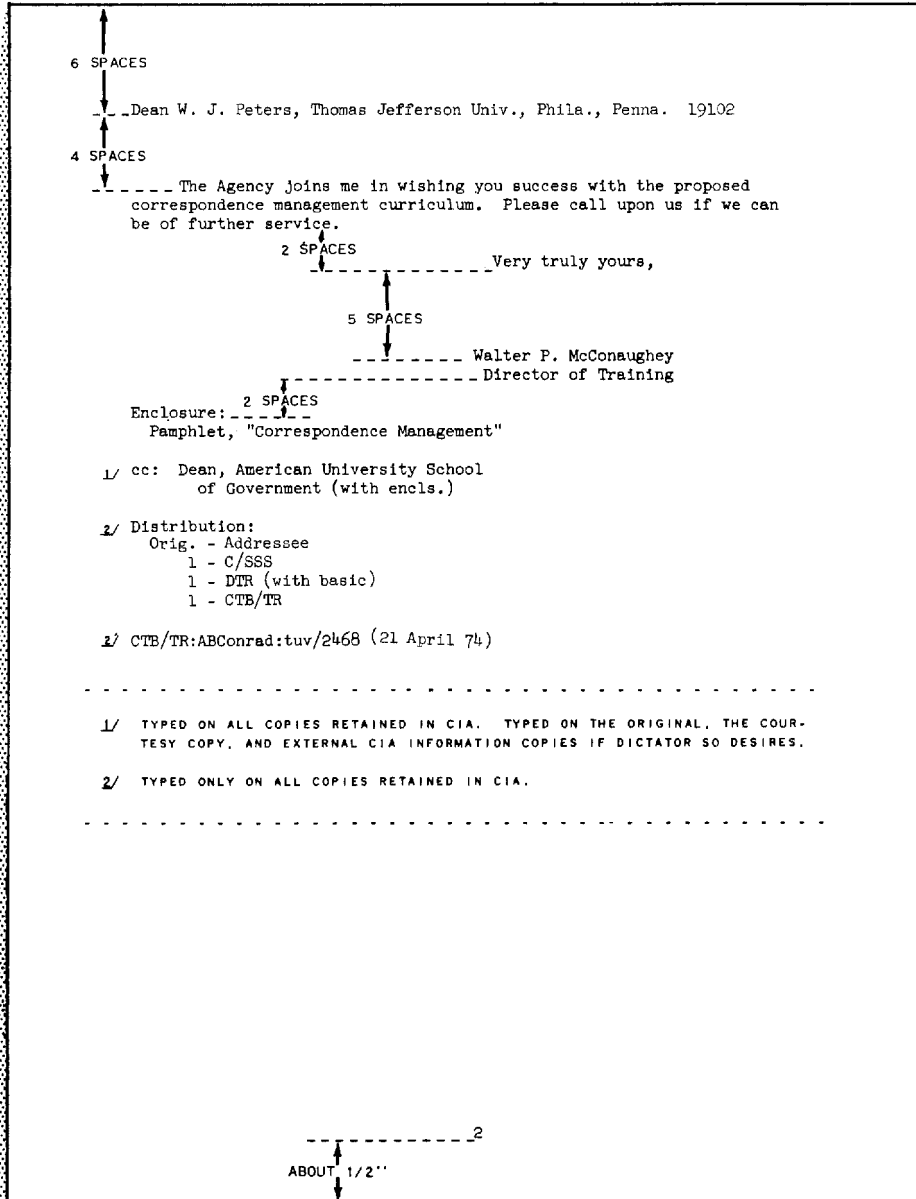 6 SPACES
Dean W. J. Peters, Thomas Jefferson Univ., Phila., Penna. 19102
4 SPACES
The Agency joins me in wishing you success with the proposed
correspondence management curriculum. Please call upon us if we can
be of further service.
2 SPACES
Very truly yours,
5 SPACES
Walter P. McConaughey
Director of Training
2 SPACES
Enclosure:
Pamphlet, "Correspondence Management"
1/ cc: Dean, American University School
of Government (with encls.)
2/ Distribution:
Orig. - Addressee
1 - C/SSS
1 - DTR (with basic)
1 - CTB/TR
2/ CTB/TR:ABConrad:tuv/2468 (21 April 74)
1/ TYPED ON ALL COPIES RETAINED IN CIA. TYPED ON THE ORIGINAL, THE COUR-
TESY COPY, AND EXTERNAL CIA INFORMATION COPIES IF DICTATOR SO DESIRES.
2/ TYPED ONLY ON ALL COPIES RETAINED IN CIA.
2
ABOUT 1/2''